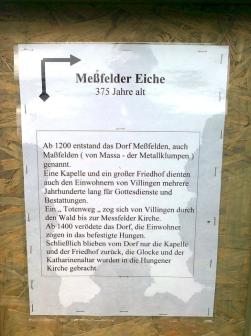 Meßfelder Eiche
375 Jahre alt
Ab 1200 entstand das Dorf Meßfelden, auch
Maßfelden ( von Massa - der Metallklumpen )
genannt.
Eine Kapelle und ein großer Friedhof dienten
auch den Einwohnern von Villingen mehrere
Jahrhunderte lang für Gottesdienste und
Bestattungen.
Ein „ Totenweg „ zog sich von Villingen durch
den Wald bis zur Messfelder Kirche.
Ab 1400 verödete das Dorf, die Einwohner
zogen in das befestigte Hungen.
Schließlich blieben vom Dorf nur die Kapelle
und der Friedhof zurück, die Glocke und der
Katharinenaltar wurden in die Hungener
Kirche gebracht.